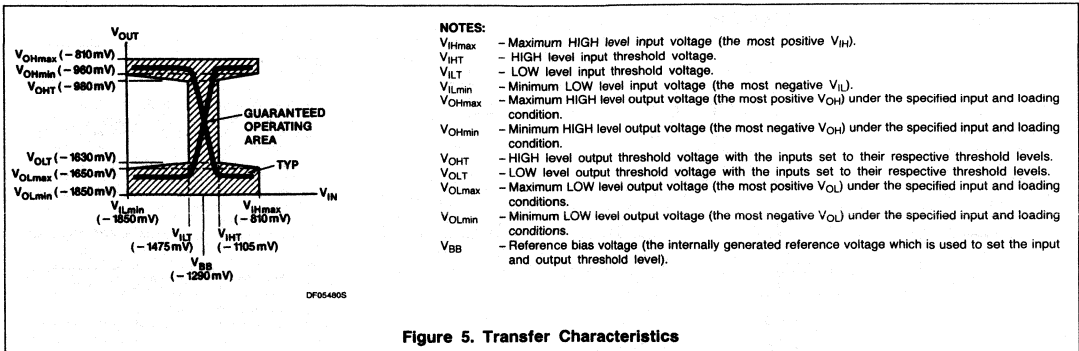 VOUT
VOHmax (−810mV)
VOHmin (−960mV)
VOHT (−980mV)
GUARANTEED
OPERATING
AREA
VOLT (−1630mV)
TYP
VOLmax (−1650mV)
VOLmin (−1850mV)
VIN
VILmin
(−1850mV)
VIHmax
(−810mV)
VILT
(−1475mV)
VIHT
(−1105mV)
VBB
(−1290mV)
DF05480S
NOTES:
VIHmax – Maximum HIGH level input voltage (the most positive VIH).
VIHT – HIGH level input threshold voltage.
VILT – LOW level input threshold voltage.
VILmin – Minimum LOW level input voltage (the most negative VIL).
VOHmax – Maximum HIGH level output voltage (the most positive VOH) under the specified input and loading
condition.
VOHmin – Minimum HIGH level output voltage (the most negative VOH) under the specified input and loading
condition.
VOHT – HIGH level output threshold voltage with the inputs set to their respective threshold levels.
VOLT – LOW level output threshold voltage with the inputs set to their respective threshold levels.
VOLmax – Maximum LOW level output voltage (the most positive VOL) under the specified input and loading
conditions.
VOLmin – Minimum LOW level output voltage (the most negative VOL) under the specified input and loading
conditions.
VBB – Reference bias voltage (the internally generated reference voltage which is used to set the input
and output threshold level).
Figure 5. Transfer Characteristics